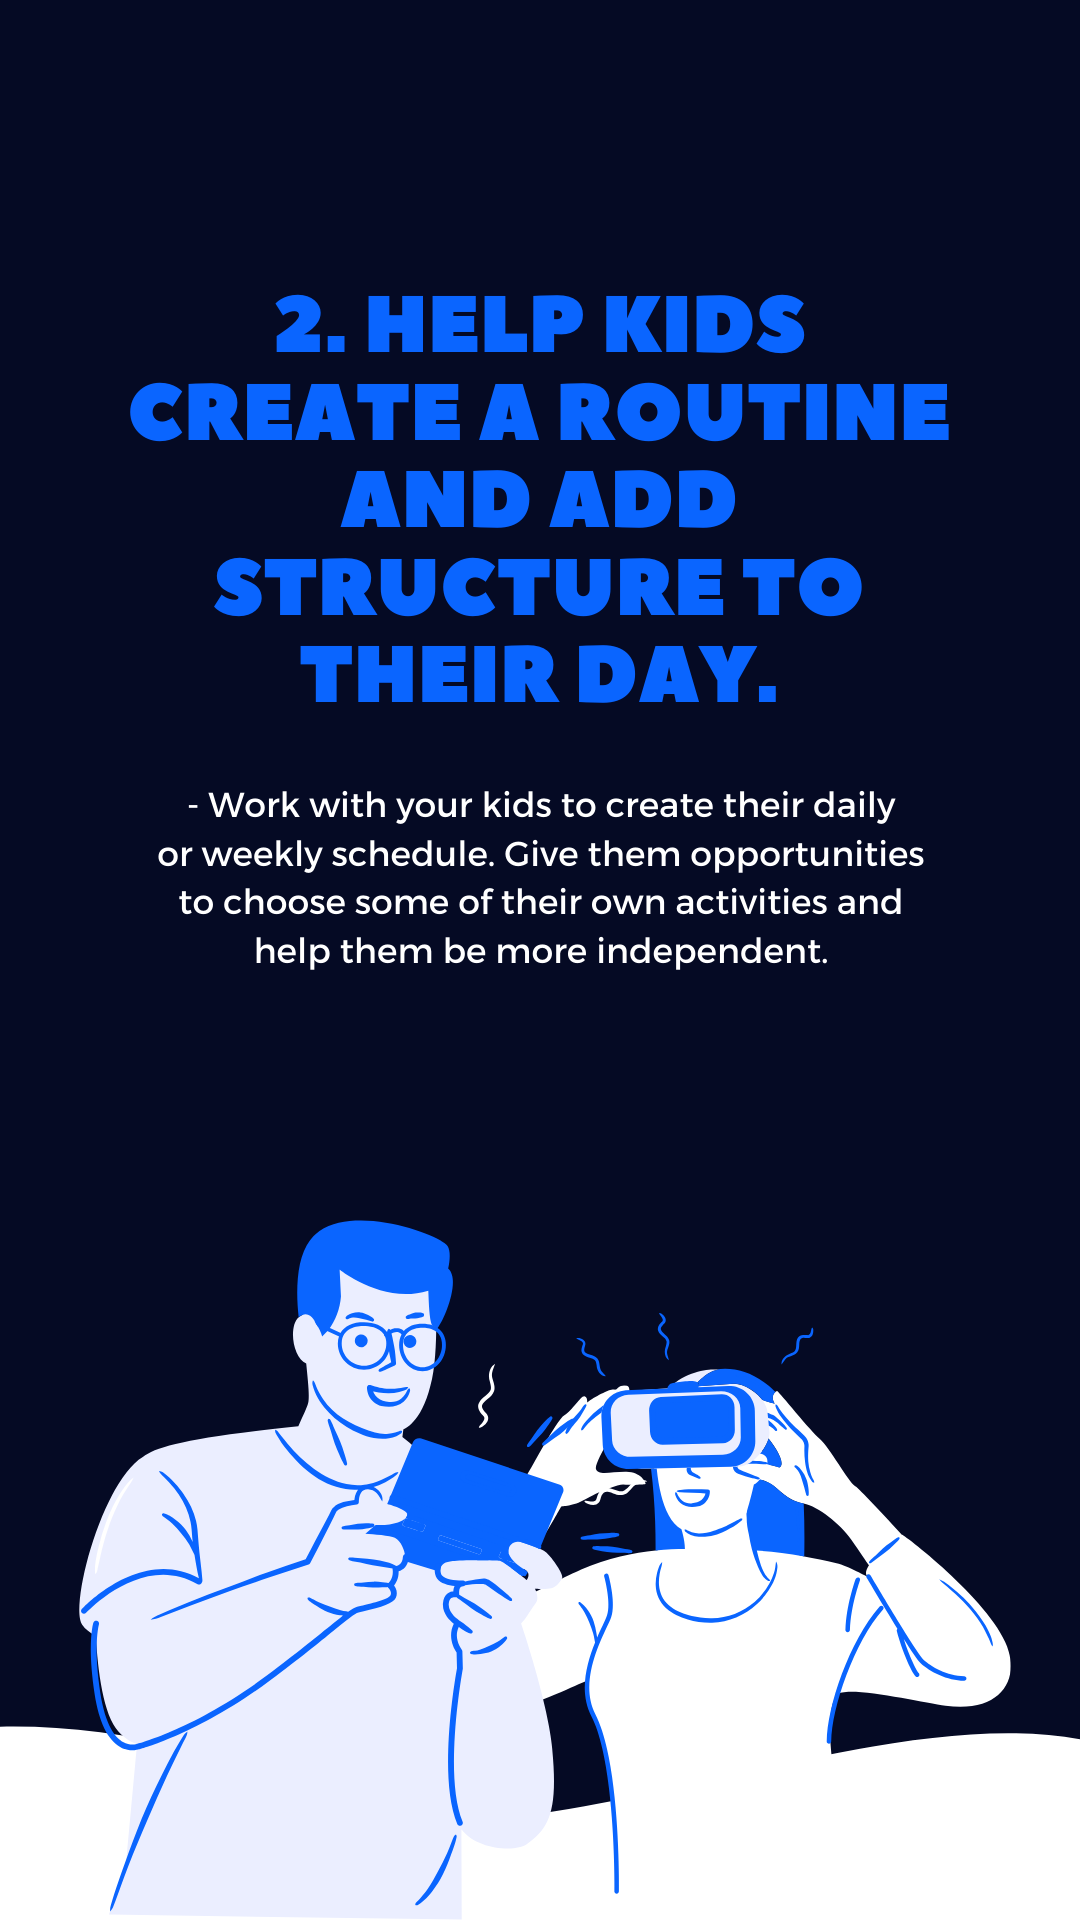 2. HELP KIDS
CREATE A ROUTINE
AND ADD
STRUCTURE TO
THEIR DAY.
- Work with your kids to create their daily
or weekly schedule. Give them opportunities
to choose some of their own activities and
help them be more independent.